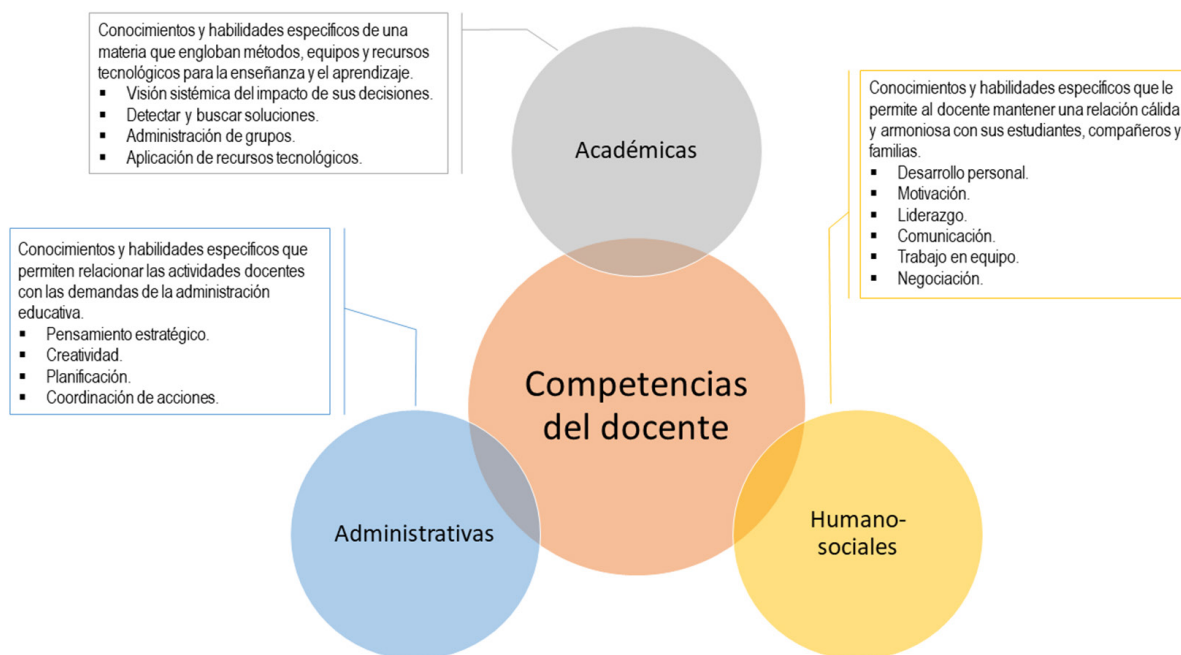 Conocimientos y habilidades específicos de una
materia que engloban métodos, equipos y recursos
tecnológicos para la enseñanza y el aprendizaje.
▪ Visión sistémica del impacto de sus decisiones.
▪ Detectar y buscar soluciones.
▪ Administración de grupos.
▪ Aplicación de recursos tecnológicos.
Académicas
Conocimientos y habilidades específicos que le
permite al docente mantener una relación cálida
y armoniosa con sus estudiantes, compañeros y
familias.
▪ Desarrollo personal.
▪ Motivación.
▪ Liderazgo.
▪ Comunicación.
▪ Trabajo en equipo.
▪ Negociación.
Conocimientos y habilidades específicos que
permiten relacionar las actividades docentes
con las demandas de la administración
educativa.
▪ Pensamiento estratégico.
▪ Creatividad.
▪ Planificación.
▪ Coordinación de acciones.
Competencias
del docente
Administrativas
Humano-
sociales